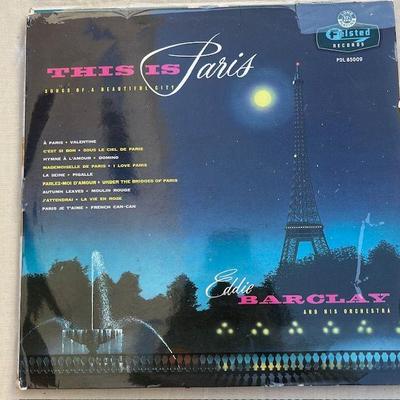 LONG PLAY
Felsted
RECORDS
PDL 85009
THIS IS Paris
SONGS OF A BEAUTIFUL CITY
À PARIS • VALENTINE
C'EST SI BON • SOUS LE CIEL DE PARIS
HYMNE À L'AMOUR • DOMINO
MADEMOISELLE DE PARIS • I LOVE PARIS
LA SEINE • PIGALLE
PARLEZ-MOI D'AMOUR • UNDER THE BRIDGES OF PARIS
AUTUMN LEAVES • MOULIN ROUGE
J'ATTENDRAI • LA VIE EN ROSE
PARIS JE T'AIME • FRENCH CAN-CAN
Eddie
BARCLAY
AND HIS ORCHESTRA